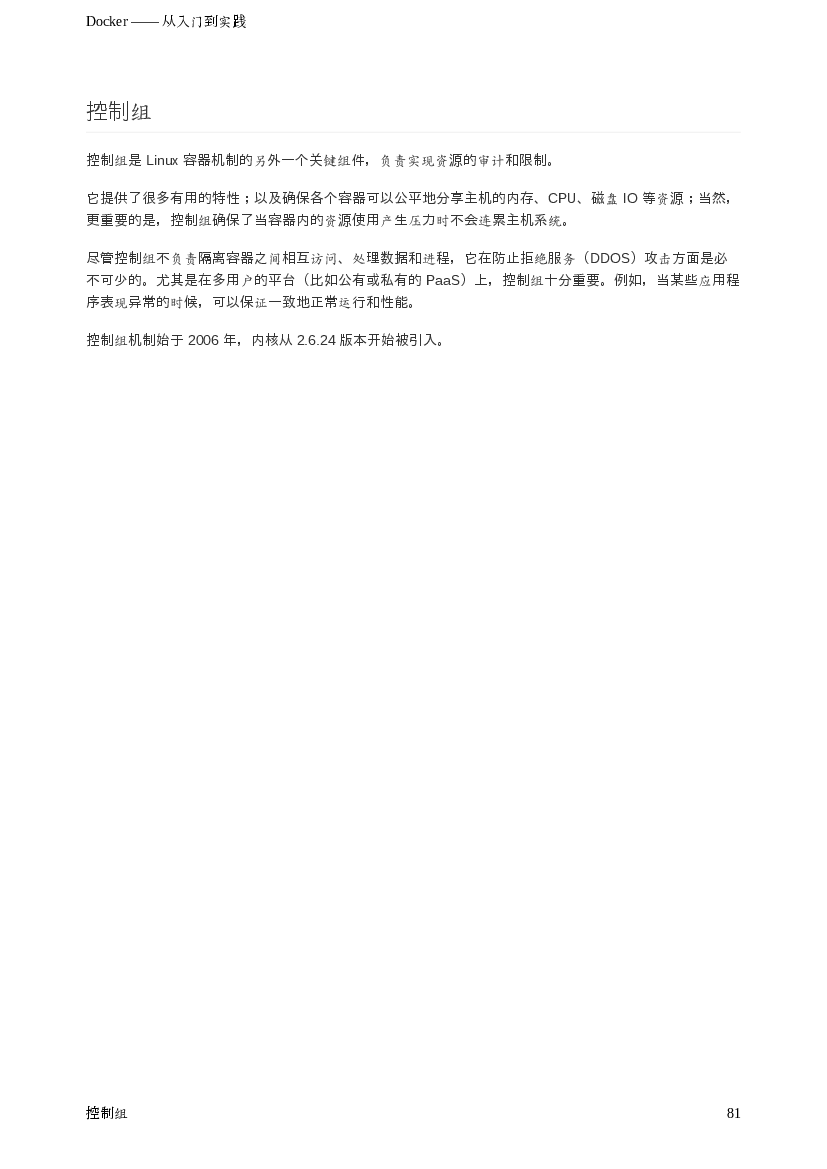 Docker —— 从入门到实践
控制组
控制组是 Linux 容器机制的另外一个关键组件，负责实现资源的审计和限制。
它提供了很多有用的特性；以及确保各个容器可以公平地分享主机的内存、CPU、磁盘 IO 等资源；当然，
更重要的是，控制组确保了当容器内的资源使用产生压力时不会连累主机系统。
尽管控制组不负责隔离容器之间相互访问、处理数据和进程，它在防止拒绝服务（DDOS）攻击方面是必
不可少的。尤其是在多用户的平台（比如公有或私有的 PaaS）上，控制组十分重要。例如，当某些应用程
序表现异常的时候，可以保证一致地正常运行和性能。
控制组机制始于 2006 年，内核从 2.6.24 版本开始被引入。
控制组
81